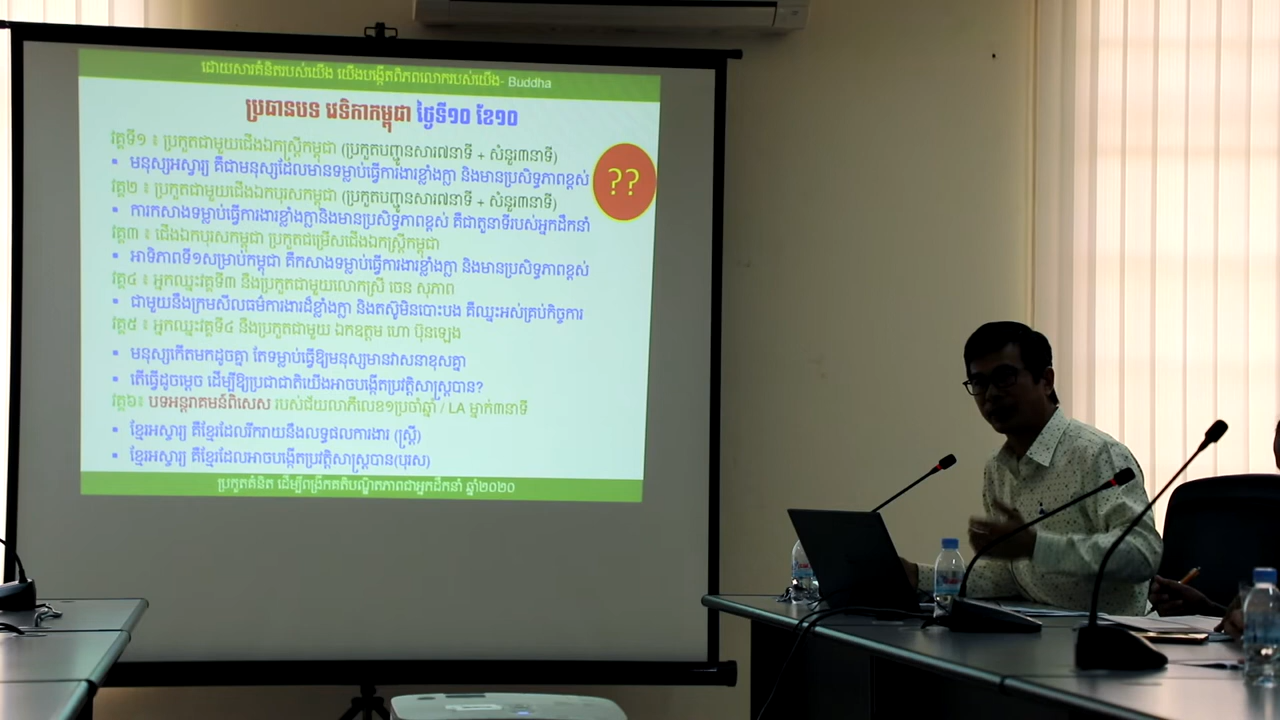 ដោយសារគំនិតរបស់យើង យើងបង្កើតពិភពលោករបស់យើង- Buddha
ប្រធានបទ វេទិកាកម្ពុជា ថ្ងៃទី១០ ខែ១០
វគ្គទី១ ៖ ប្រកួតជាមួយជើងឯកស្ត្រីកម្ពុជា (ប្រកួតបញ្ជូនសារ៧នាទី + សំនួរ៣នាទី)
▪ មនុស្សអស្ចារ្យ គឺជាមនុស្សដែលមានទម្លាប់ធ្វើការងារខ្លាំងក្លា និងមានប្រសិទ្ធភាពខ្ពស់
??
វគ្គ២ ៖ ប្រកួតជាមួយជើងឯកបុរសកម្ពុជា (ប្រកួតបញ្ជូនសារ៧នាទី + សំនួរ៣នាទី)
▪ ការកសាងទម្លាប់ធ្វើការងារខ្លាំងក្លានិងមានប្រសិទ្ធភាពខ្ពស់ គឺជាតួនាទីរបស់អ្នកដឹកនាំ
វគ្គ៣ ៖ ជើងឯកបុរសកម្ពុជា ប្រកួតជម្រើសជើងឯកស្ត្រីកម្ពុជា
▪ អាទិភាពទី១សម្រាប់កម្ពុជា គឺកសាងទម្លាប់ធ្វើការងារខ្លាំងក្លា និងមានប្រសិទ្ធភាពខ្ពស់
វគ្គ៤ ៖ អ្នកឈ្នះវគ្គទី៣ នឹងប្រកួតជាមួយលោកស្រី ចេន សុភាព
▪ ជាមួយនឹងក្រមសីលធម៌ការងារដ៏ខ្លាំងក្លា និងតស៊ូមិនបោះបង គឺឈ្នះអស់គ្រប់កិច្ចការ
វគ្គ៥ ៖ អ្នកឈ្នះវគ្គទី៤ នឹងប្រកួតជាមួយ ឯកឧត្តម ហោ ប៊ុនឡេង
▪ មនុស្សកើតមកដូចគ្នា តែទម្លាប់ធ្វើឱ្យមនុស្សមានវាសនាខុសគ្នា
▪ តើធ្វើដូចម្តេច ដើម្បីឱ្យប្រជាជាតិយើងអាចបង្កើតប្រវត្តិសាស្ត្របាន?
វគ្គ៦៖ បទអន្តរាគមន៍ពិសេស របស់ជ័យលាភីលេខ១ប្រចាំឆ្នាំ / LA ម្នាក់៣នាទី
▪ ខ្មែរអស្ចារ្យ គឺខ្មែរដែលរីករាយនឹងលទ្ធផលការងារ (ស្ត្រី)
▪ ខ្មែរអស្ចារ្យ គឺខ្មែរដែលអាចបង្កើតប្រវត្តិសាស្ត្របាន(បុរស)
ប្រកួតគំនិត ដើម្បីពង្រីកគតិបណ្ឌិតភាពជាអ្នកដឹកនាំ ឆ្នាំ២០២០